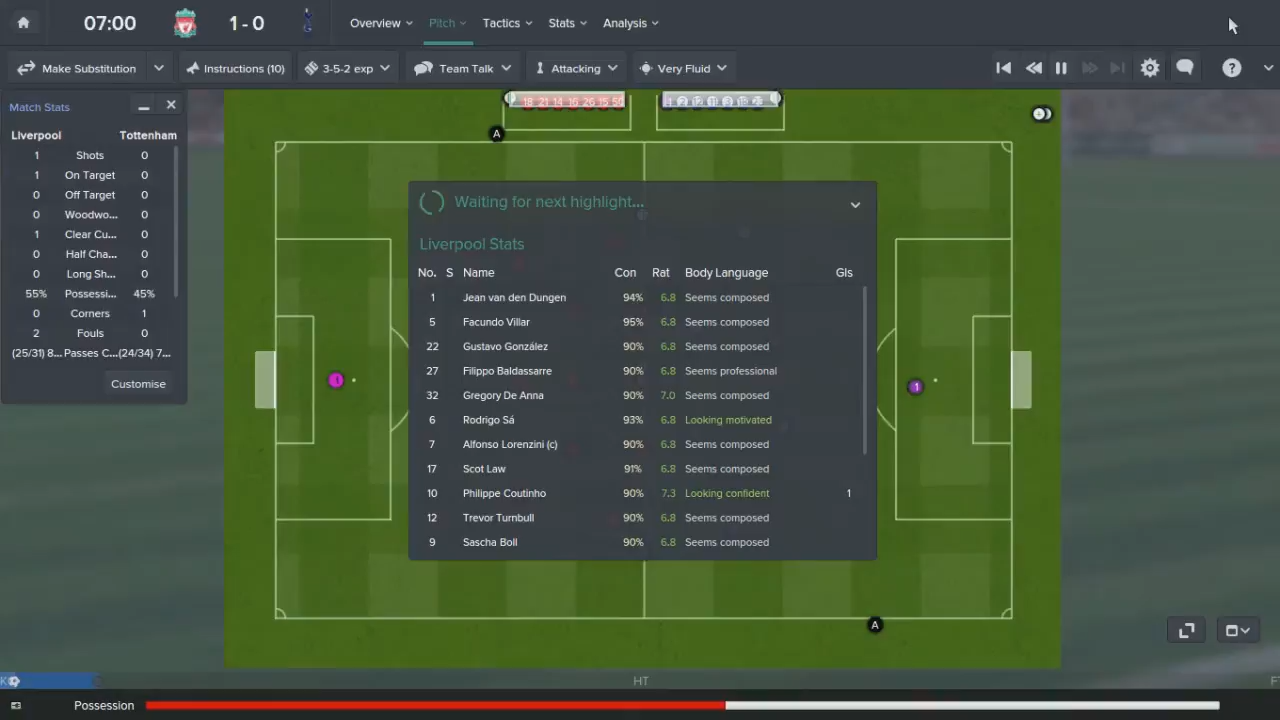 07:00 1 - 0 Overview Pitch Tactics Stats Analysis
Make Substitution Instructions (10) 3-5-2 exp Team Talk Attacking Very Fluid ?
Match Stats
Liverpool Tottenham
1 Shots 0
1 On Target 0
0 Off Target 0
0 Woodwo... 0
1 Clear Cu... 0
0 Half Cha... 0
0 Long Sh... 0
55% Possessi... 45%
0 Corners 1
2 Fouls 0
(25/31) 8... Passes C... (24/34) 7...
Customise
18 21 14 16 26 15 50
A
Waiting for next highlight...
Liverpool Stats
No. S Name Con Rat Body Language Gls
1 Jean van den Dungen 94% 6.8 Seems composed
5 Facundo Villar 95% 6.8 Seems composed
22 Gustavo González 90% 6.8 Seems composed
27 Filippo Baldassarre 90% 6.8 Seems professional
32 Gregory De Anna 90% 7.0 Seems composed
6 Rodrigo Sá 93% 6.8 Looking motivated
7 Alfonso Lorenzini (c) 90% 6.8 Seems composed
17 Scot Law 91% 6.8 Seems composed
10 Philippe Coutinho 90% 7.3 Looking confident 1
12 Trevor Turnbull 90% 6.8 Seems composed
9 Sascha Boll 90% 6.8 Seems composed
1
1
A
HT
Possession